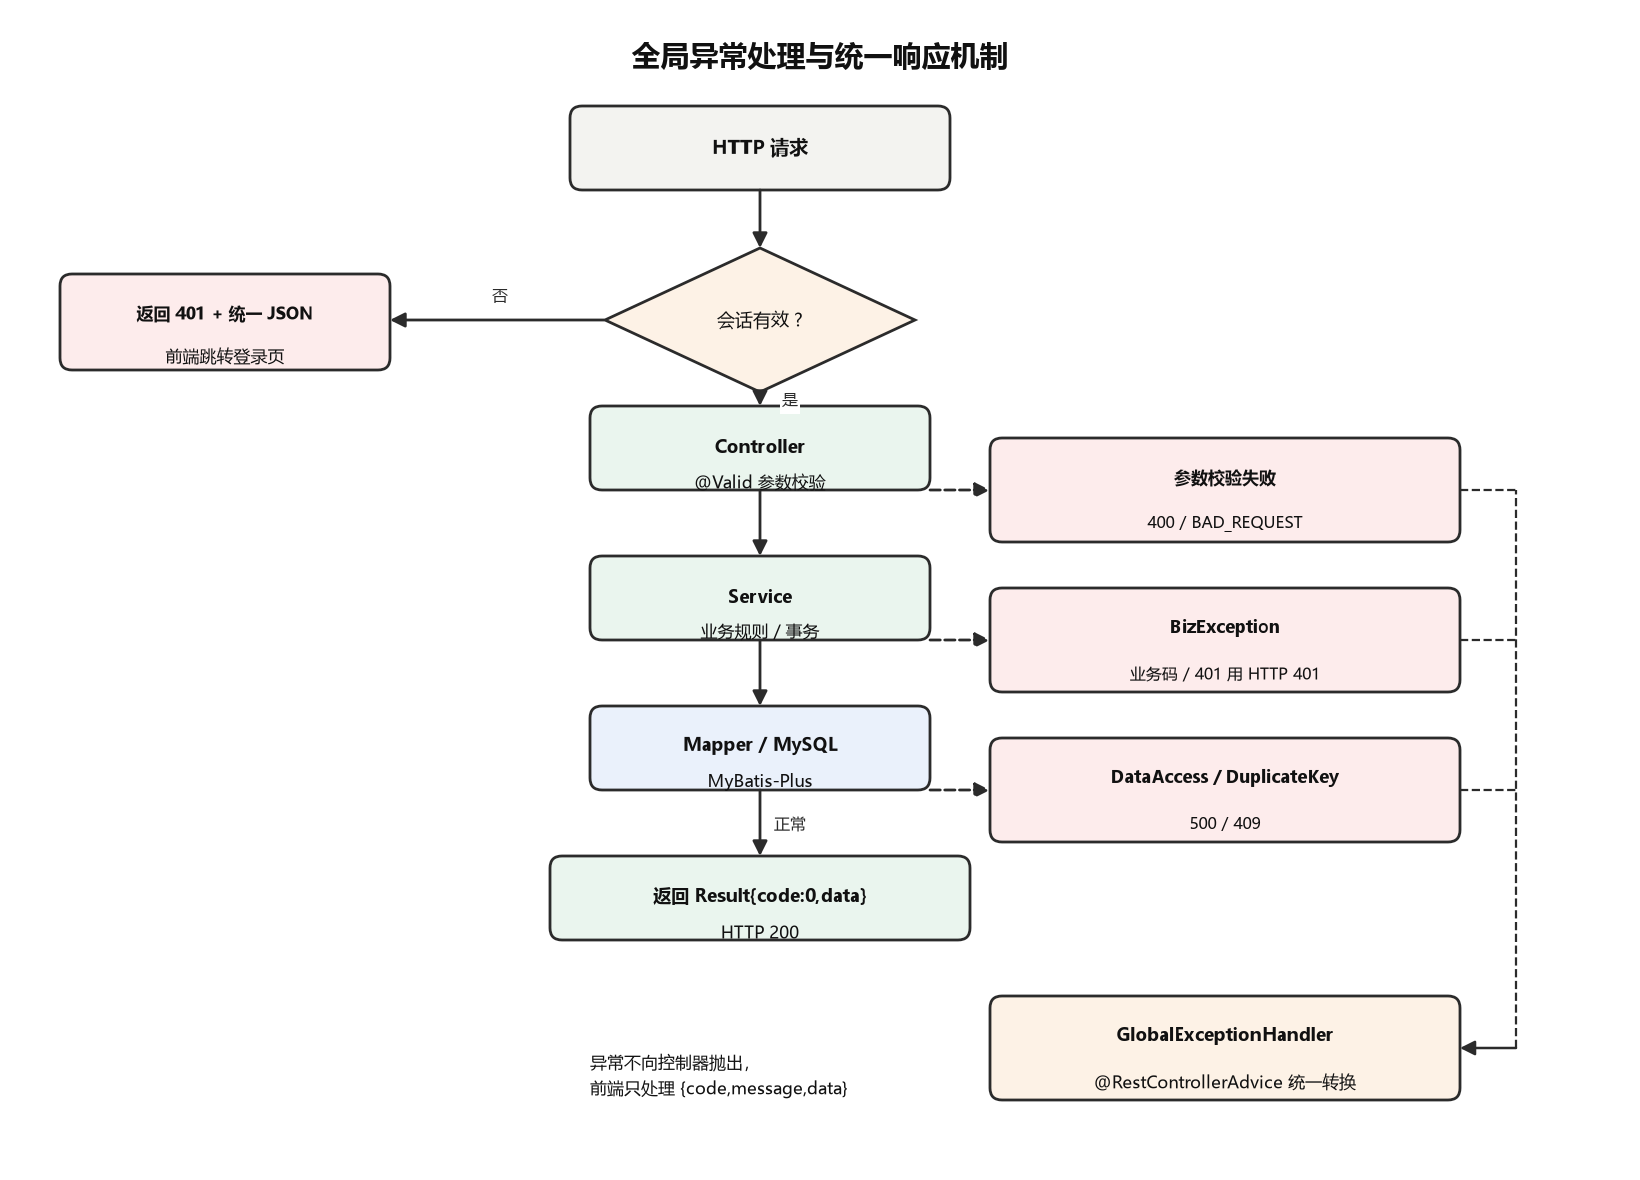 全局异常处理与统一响应机制
HTTP 请求
会话有效？
否
返回 401 + 统一 JSON
前端跳转登录页
是
Controller
@Valid 参数校验
参数校验失败
400 / BAD_REQUEST
Service
业务规则 / 事务
BizException
业务码 / 401 用 HTTP 401
Mapper / MySQL
MyBatis-Plus
DataAccess / DuplicateKey
500 / 409
正常
返回 Result{code:0,data}
HTTP 200
GlobalExceptionHandler
@RestControllerAdvice 统一转换
异常不向控制器抛出，
前端只处理 {code,message,data}